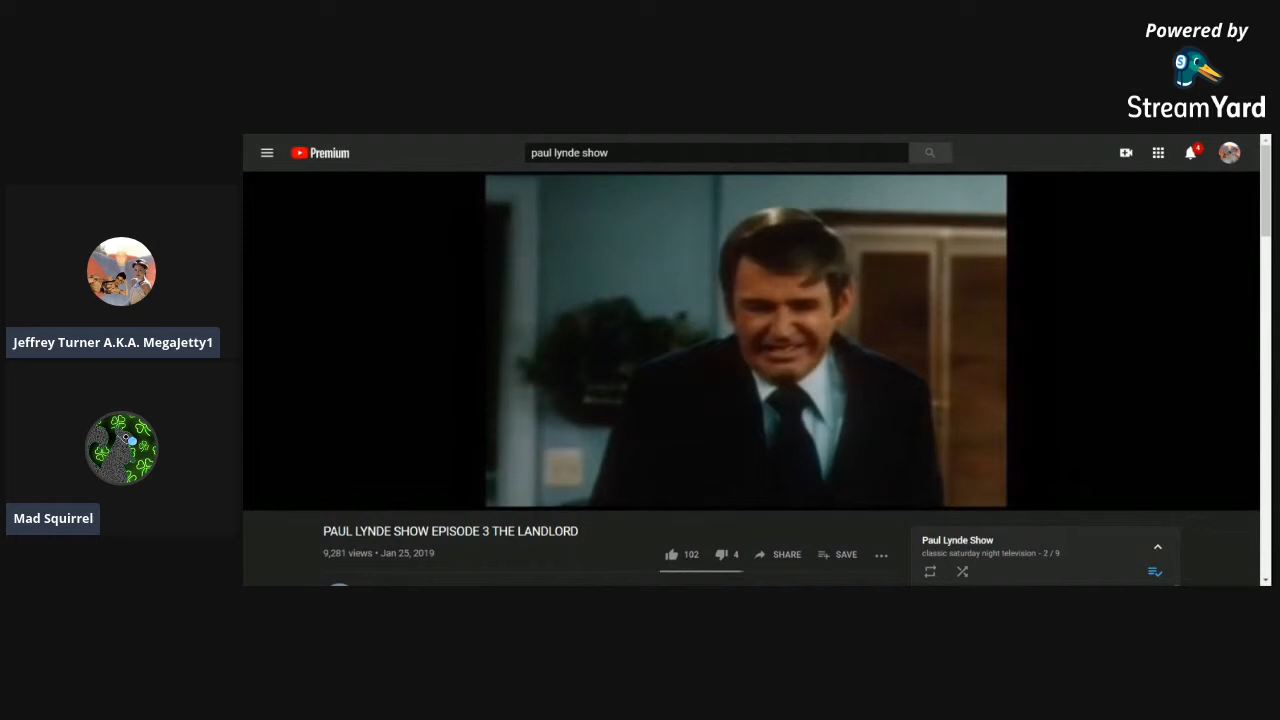 Powered by
StreamYard
Premium
paul lynde show
4
Jeffrey Turner A.K.A. MegaJetty1
Mad Squirrel
PAUL LYNDE SHOW EPISODE 3 THE LANDLORD
9,281 views • Jan 25, 2019
102
4
SHARE
SAVE
Paul Lynde Show
classic saturday night television - 2 / 9